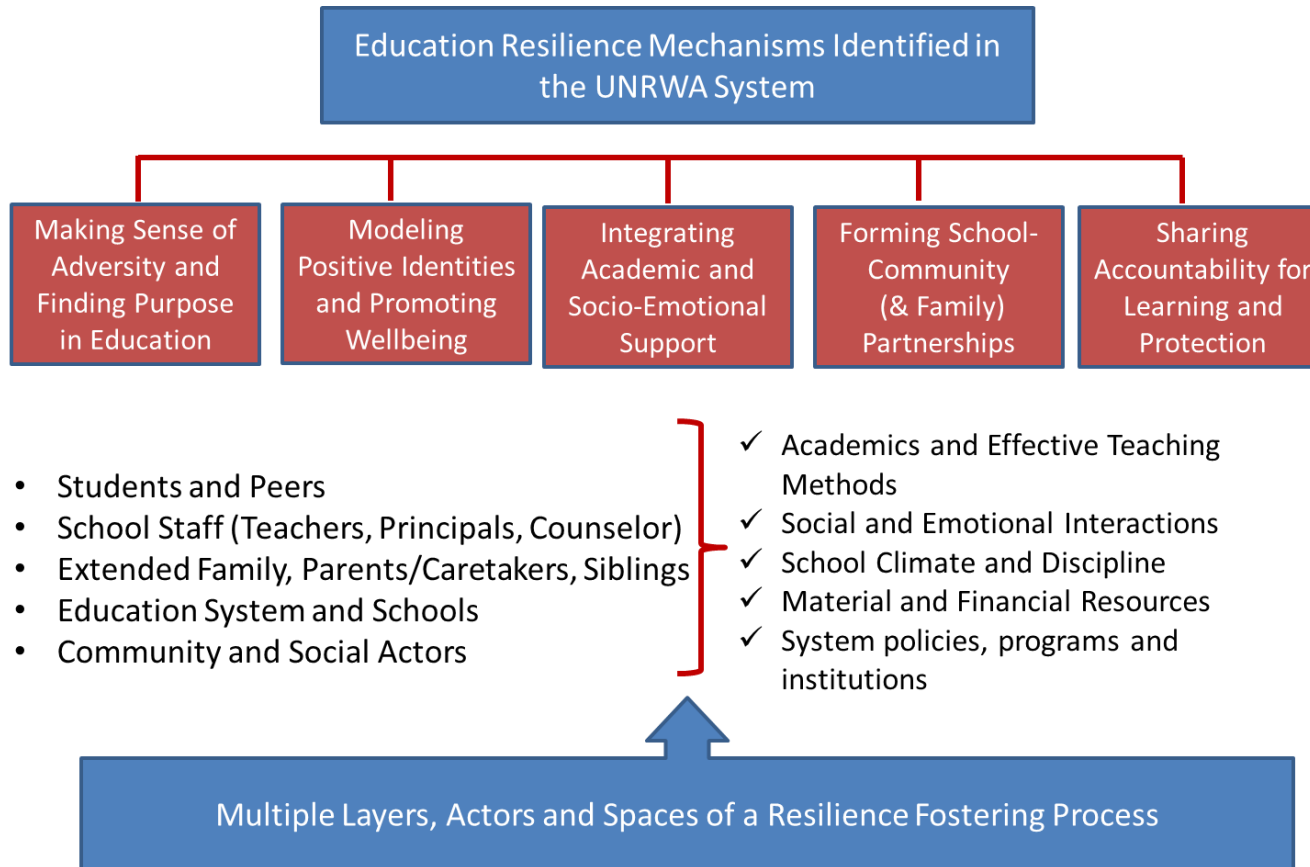 Education Resilience Mechanisms Identified in
the UNRWA System
Making Sense of
Adversity and
Finding Purpose
in Education
Modeling
Positive Identities
and Promoting
Wellbeing
Integrating
Academic and
Socio-Emotional
Support
Forming School-
Community
(& Family)
Partnerships
Sharing
Accountability for
Learning and
Protection
• Students and Peers
• School Staff (Teachers, Principals, Counselor)
• Extended Family, Parents/Caretakers, Siblings
• Education System and Schools
• Community and Social Actors
✓ Academics and Effective Teaching
Methods
✓ Social and Emotional Interactions
✓ School Climate and Discipline
✓ Material and Financial Resources
✓ System policies, programs and
institutions
Multiple Layers, Actors and Spaces of a Resilience Fostering Process